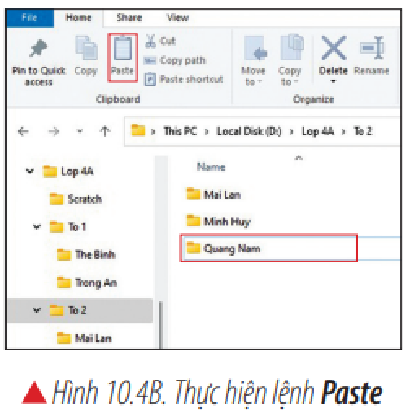 File Home Share View
Pin to Quick access
Copy
Paste
Cut
Copy path
Paste shortcut
Move to
Copy to
Delete
Rename
Clipboard
Organize
This PC > Local Disk (D:) > Lop 4A > To 2
Lop 4A
Scratch
To 1
The Binh
Trong An
To 2
Mai Lan
Name
Mai Lan
Minh Huy
Quang Nam
▲ Hình 10.4B. Thực hiện lệnh Paste